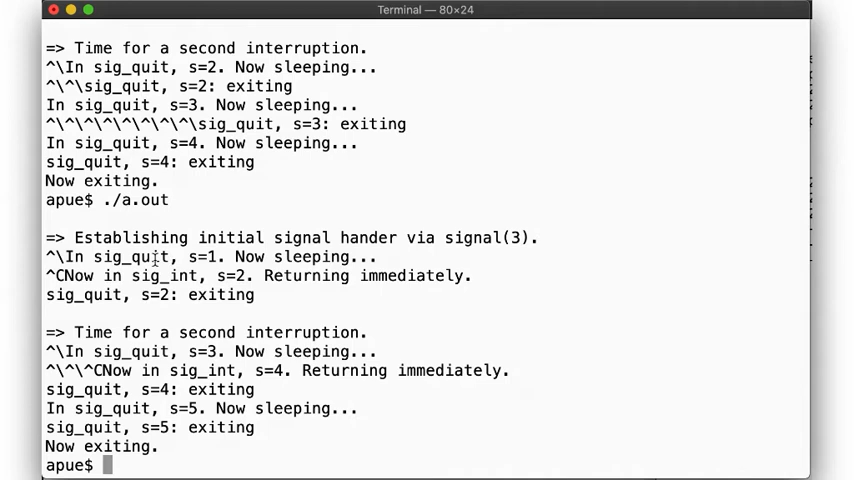 Terminal — 80×24
=> Time for a second interruption.
^\In sig_quit, s=2. Now sleeping...
^\^\sig_quit, s=2: exiting
In sig_quit, s=3. Now sleeping...
^\^\^\^\^\^\^\^\sig_quit, s=3: exiting
In sig_quit, s=4. Now sleeping...
sig_quit, s=4: exiting
Now exiting.
apue$ ./a.out
=> Establishing initial signal hander via signal(3).
^\In sig_quit, s=1. Now sleeping...
^CNow in sig_int, s=2. Returning immediately.
sig_quit, s=2: exiting
=> Time for a second interruption.
^\In sig_quit, s=3. Now sleeping...
^\^\^CNow in sig_int, s=4. Returning immediately.
sig_quit, s=4: exiting
In sig_quit, s=5. Now sleeping...
sig_quit, s=5: exiting
Now exiting.
apue$